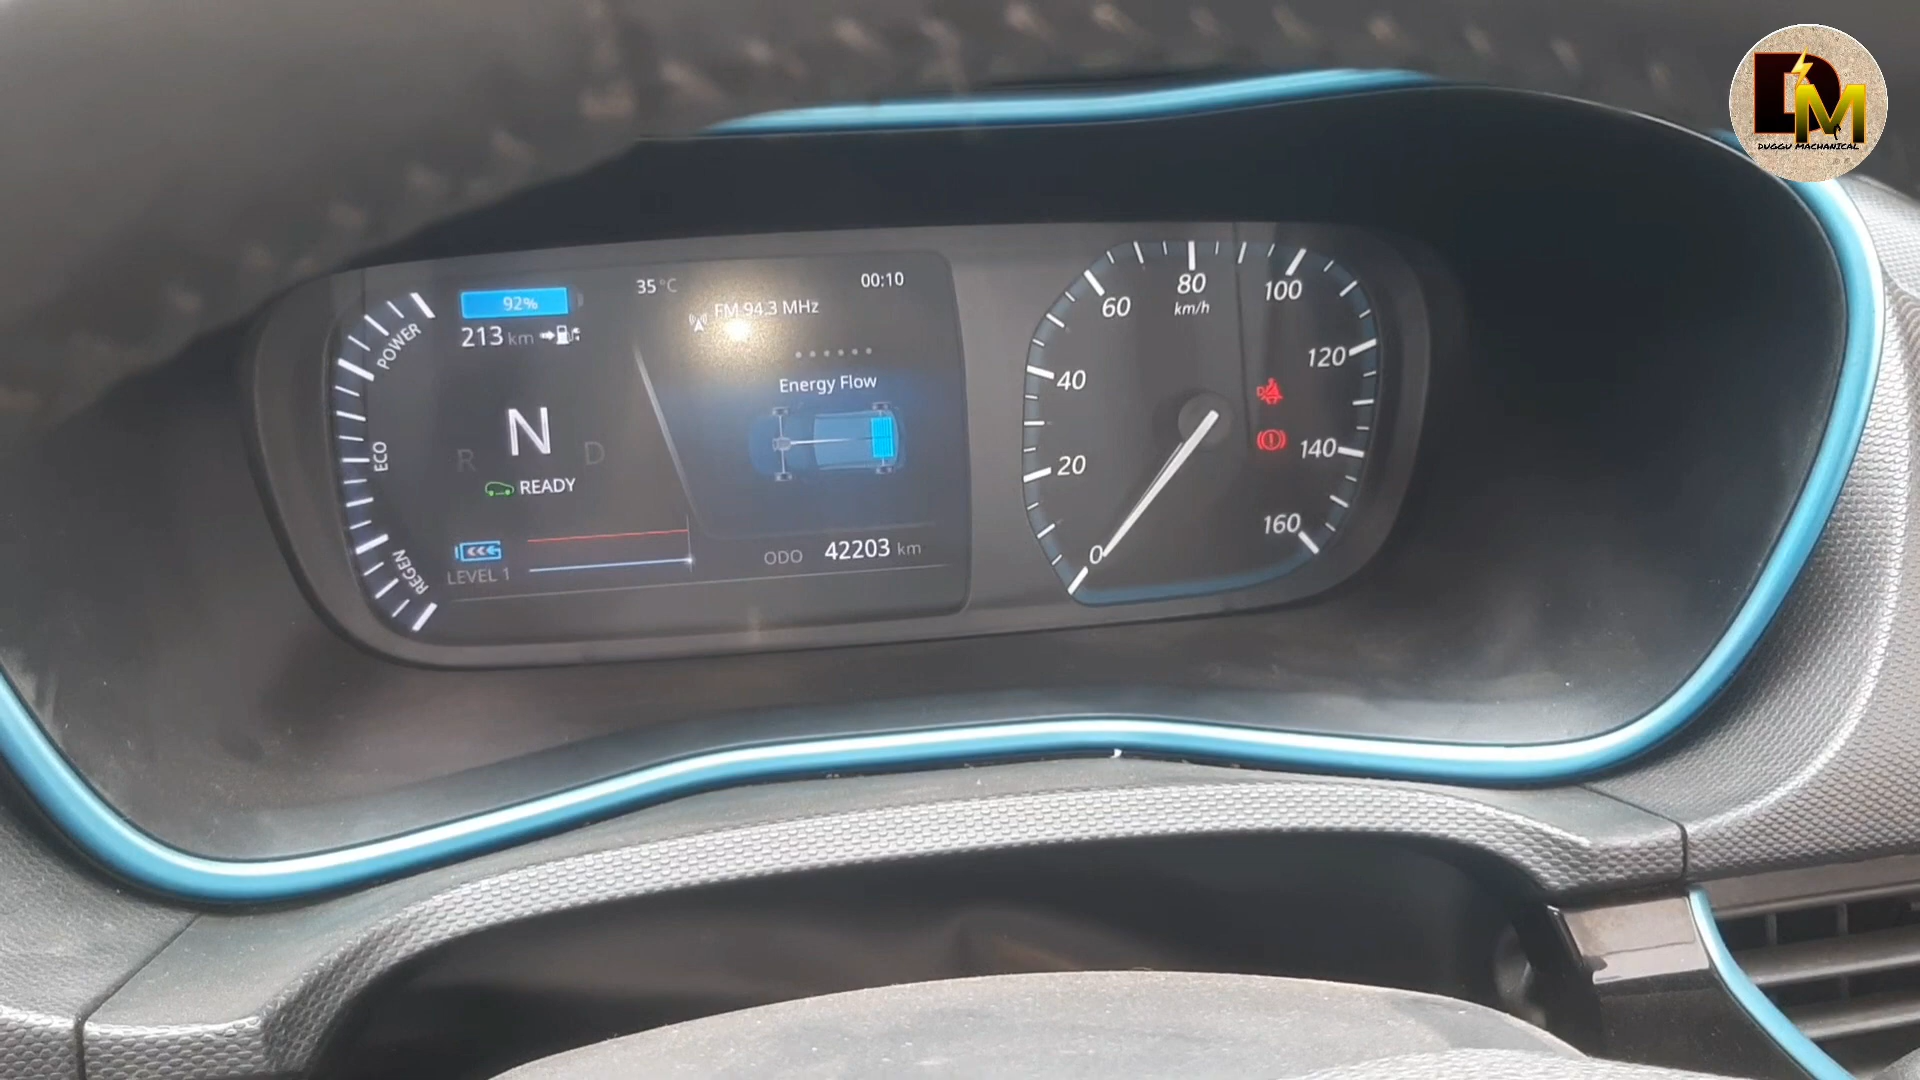 DM
DUGGU MACHANICAL
92%
35°C
00:10
213 km
FM 94.3 MHz
POWER
ECO
REGEN
Energy Flow
R N D
READY
LEVEL 1
ODO 42203 km
0
20
40
60
80
km/h
100
120
140
160